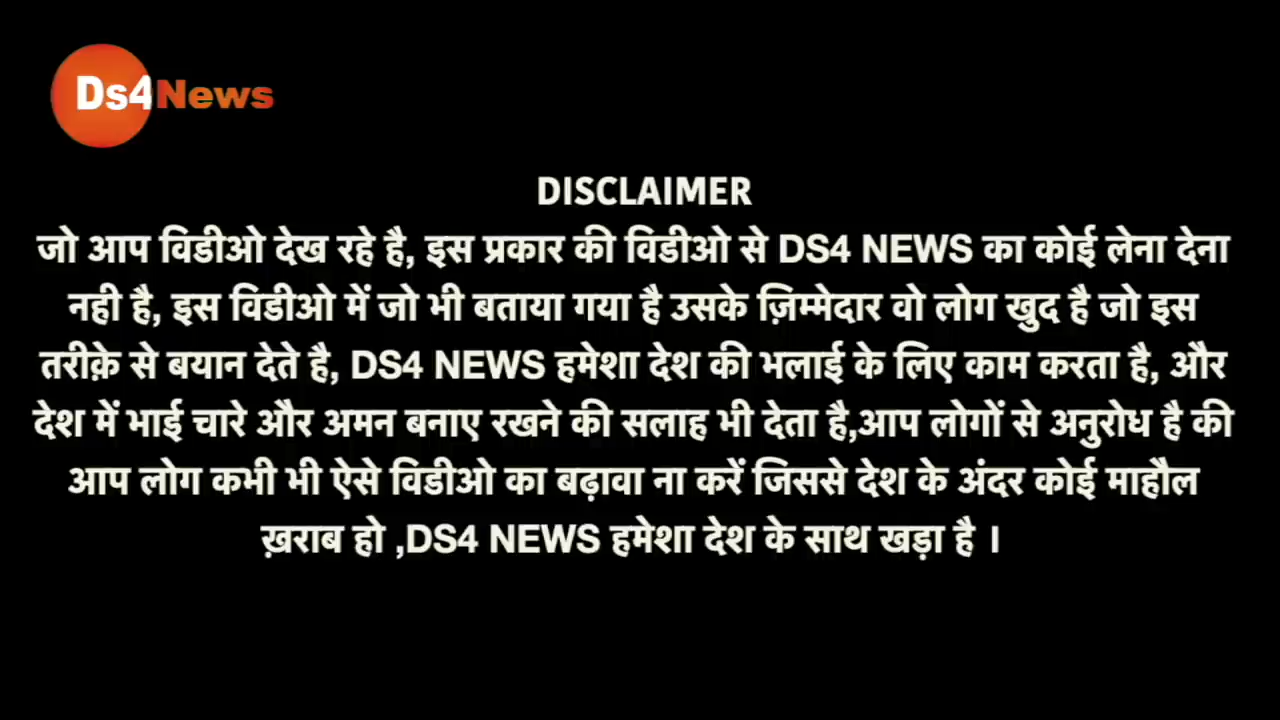 Ds4News
DISCLAIMER
जो आप विडीओ देख रहे है, इस प्रकार की विडीओ से DS4 NEWS का कोई लेना देना
नही है, इस विडीओ में जो भी बताया गया है उसके ज़िम्मेदार वो लोग खुद है जो इस
तरीक़े से बयान देते है, DS4 NEWS हमेशा देश की भलाई के लिए काम करता है, और
देश में भाई चारे और अमन बनाए रखने की सलाह भी देता है,आप लोगों से अनुरोध है की
आप लोग कभी भी ऐसे विडीओ का बढ़ावा ना करें जिससे देश के अंदर कोई माहौल
ख़राब हो ,DS4 NEWS हमेशा देश के साथ खड़ा है ।